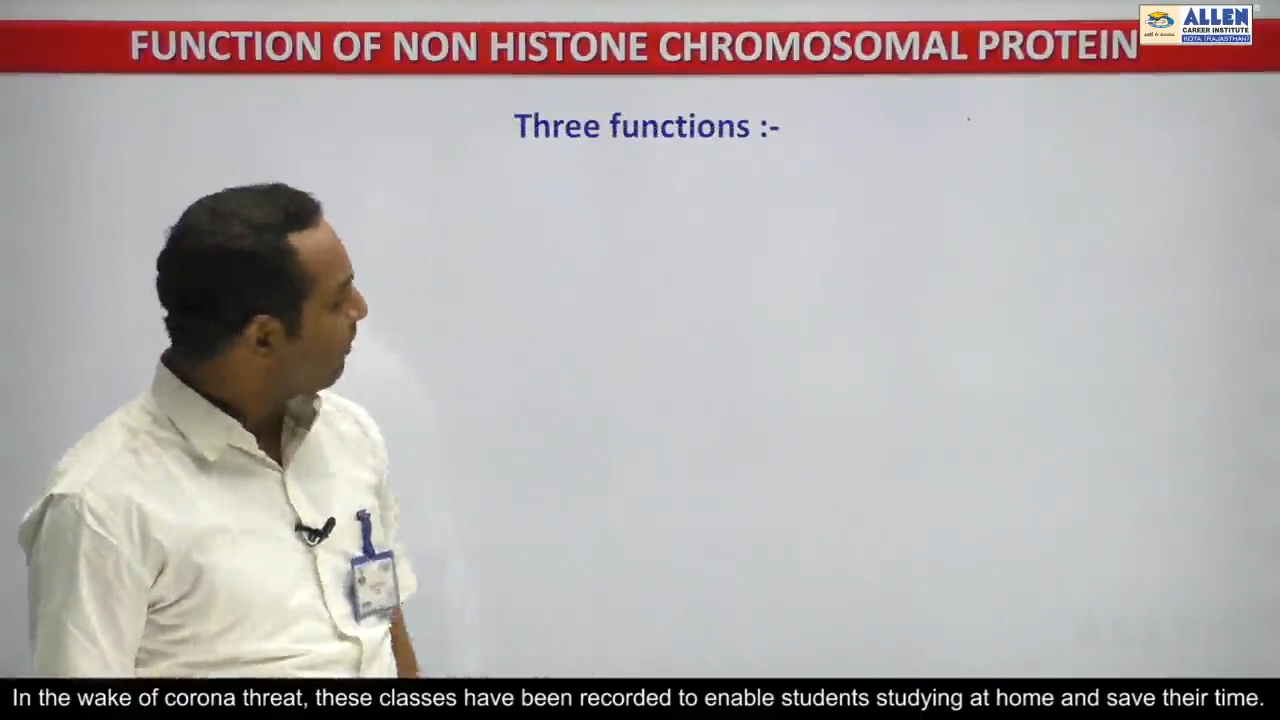 ALLEN
CAREER INSTITUTE
KOTA (RAJASTHAN)
FUNCTION OF NON HISTONE CHROMOSOMAL PROTEIN
Three functions :-
In the wake of corona threat, these classes have been recorded to enable students studying at home and save their time.